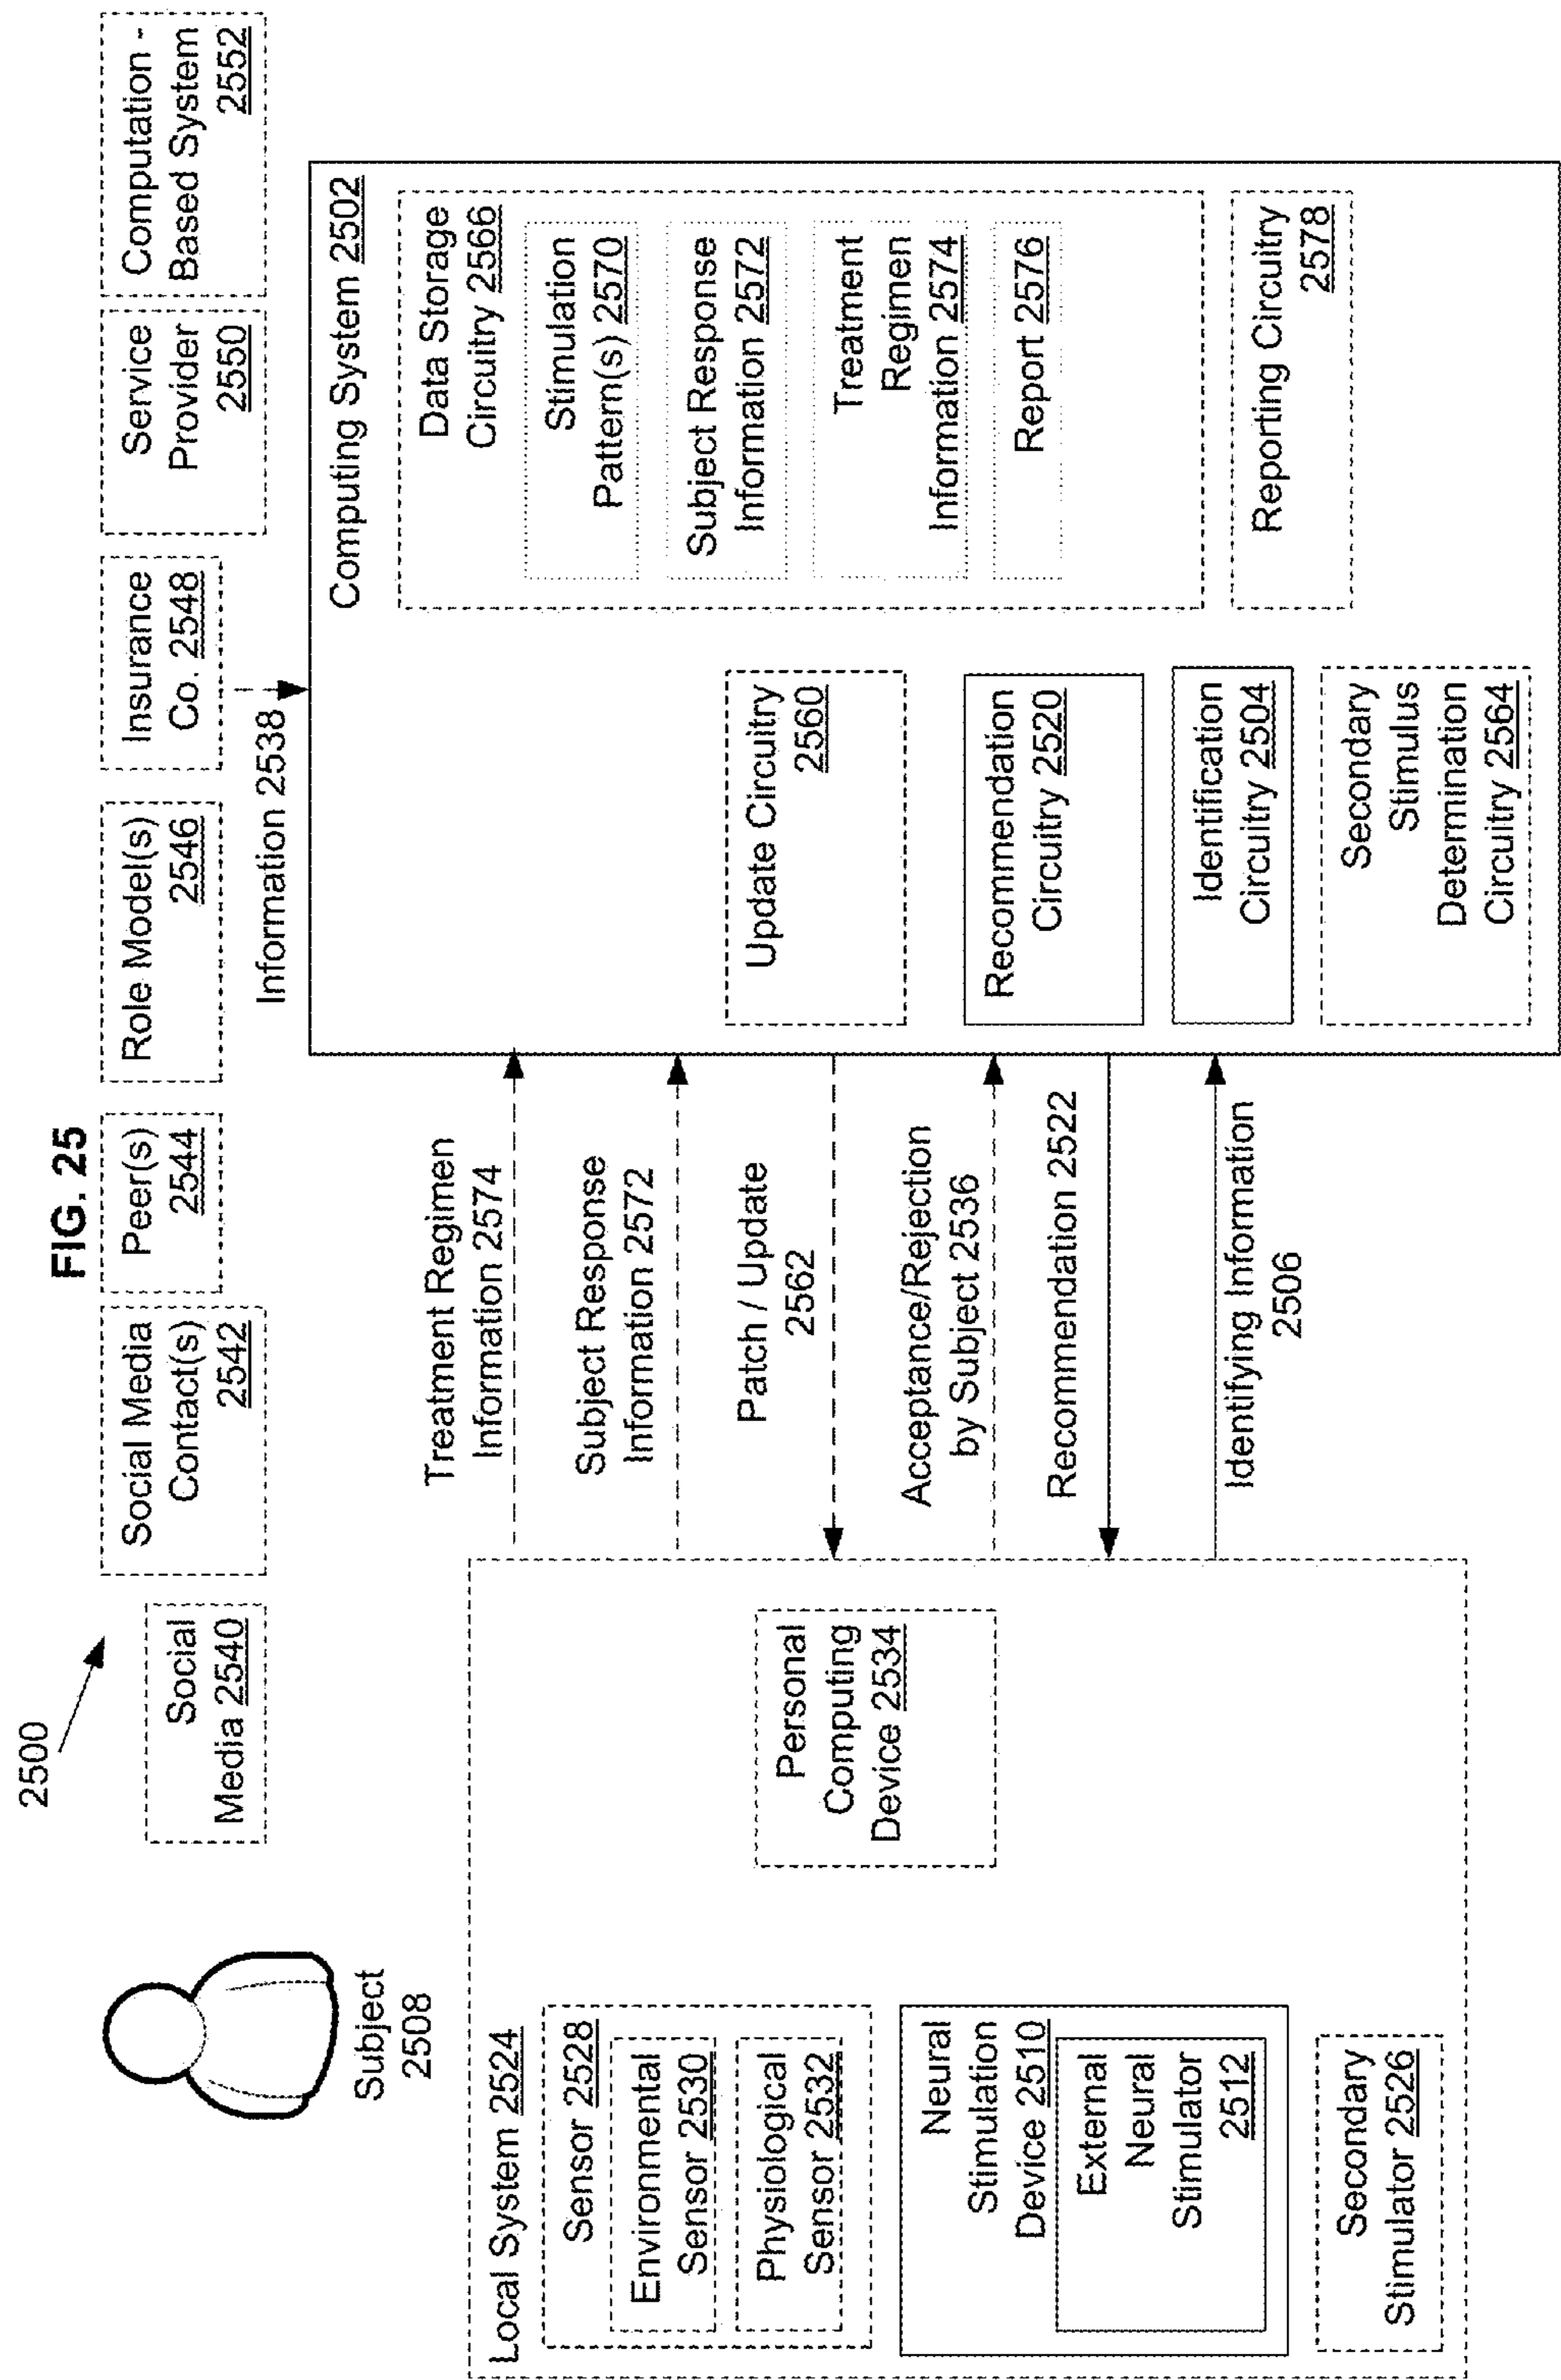 FIG. 25
2500
Social
Media 2540
Social Media
Contact(s)
2542
Peer(s)
2544
Role Model(s)
2546
Insurance
Co. 2548
Service
Provider
2550
Computation -
Based System
2552
Subject
2508
Information 2538
Local System 2524
Sensor 2528
Environmental
Sensor 2530
Physiological
Sensor 2532
Neural
Stimulation
Device 2510
External
Neural
Stimulator
2512
Secondary
Stimulator 2526
Personal
Computing
Device 2534
Treatment Regimen
Information 2574
Subject Response
Information 2572
Patch / Update
2562
Acceptance/Rejection
by Subject 2536
Recommendation 2522
Identifying Information
2506
Computing System 2502
Update Circuitry
2560
Recommendation
Circuitry 2520
Identification
Circuitry 2504
Secondary
Stimulus
Determination
Circuitry 2564
Data Storage
Circuitry 2566
Stimulation
Pattern(s) 2570
Subject Response
Information 2572
Treatment
Regimen
Information 2574
Report 2576
Reporting Circuitry
2578